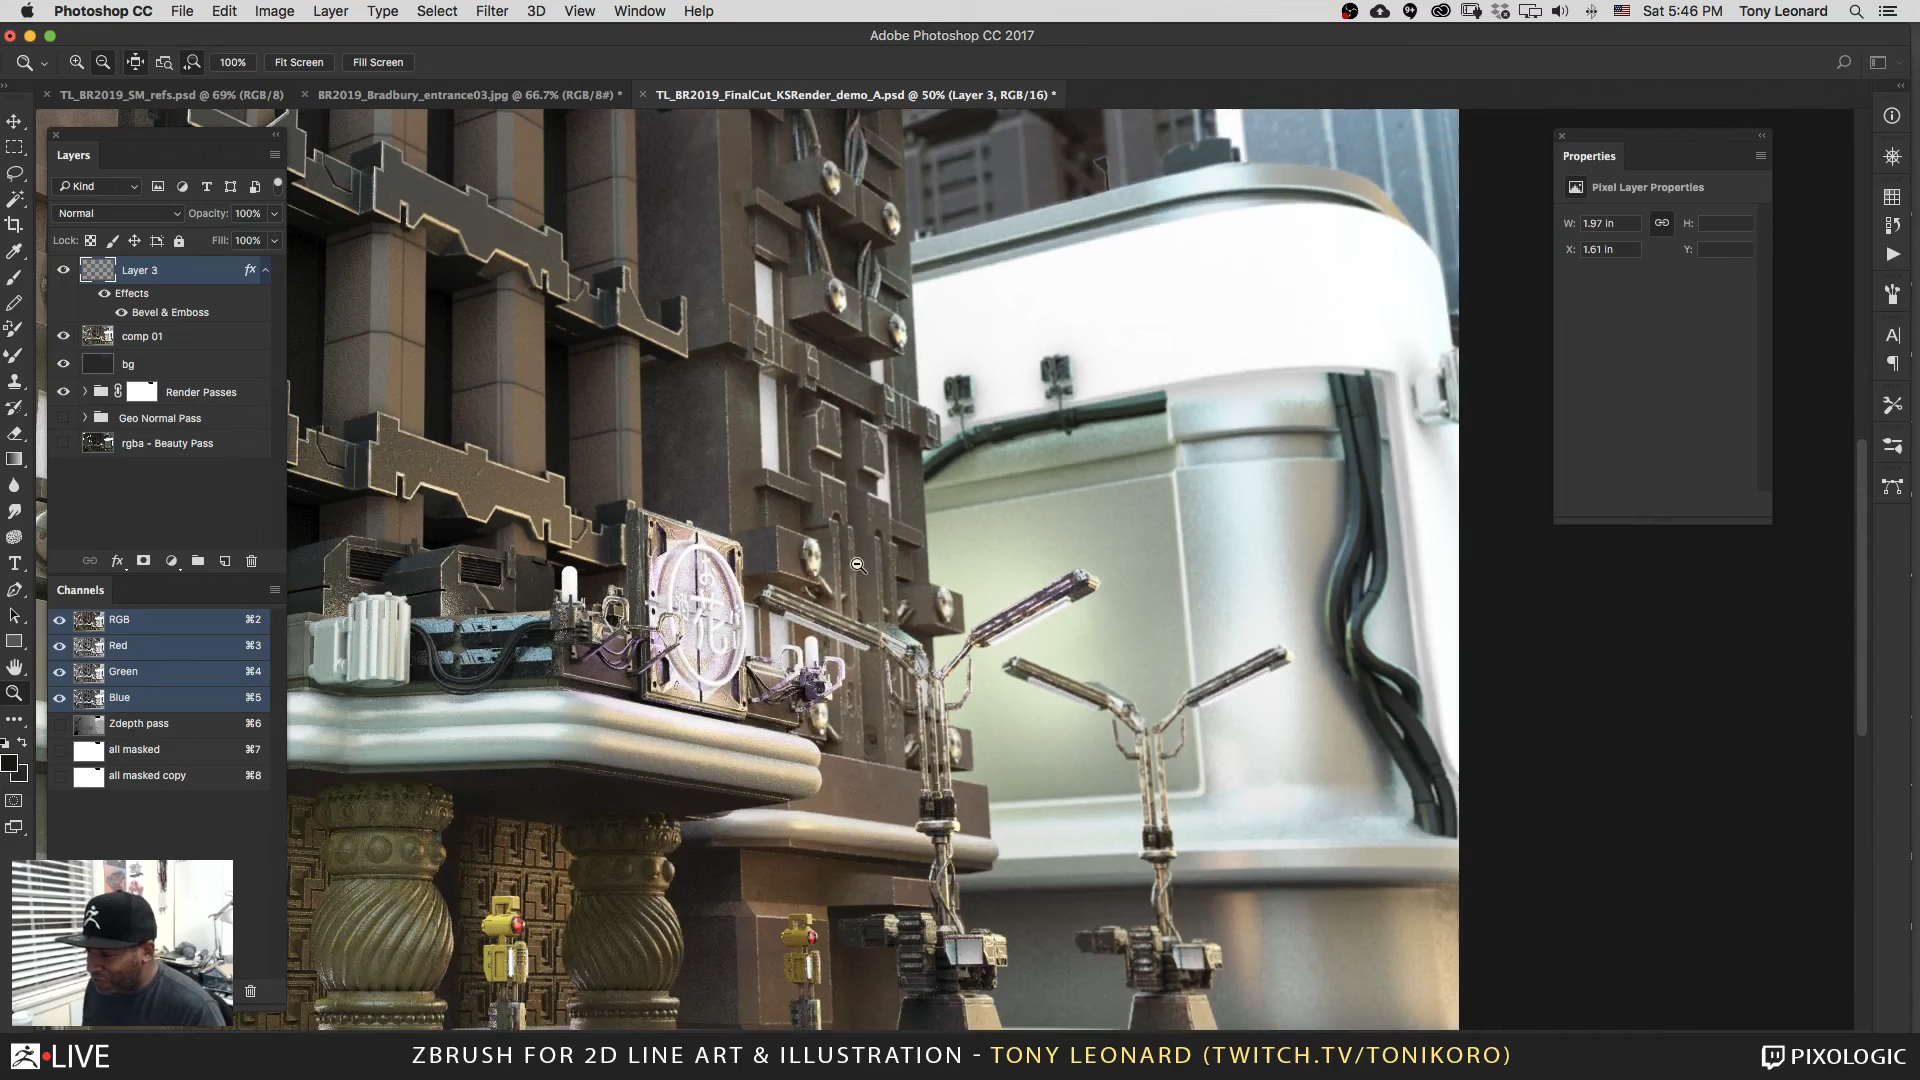 Photoshop CC File Edit Image Layer Type Select Filter 3D View Window Help
Sat 5:46 PM Tony Leonard
Adobe Photoshop CC 2017
100% Fit Screen Fill Screen
TL_BR2019_SM_refs.psd @ 69% (RGB/8)
BR2019_Bradbury_entrance03.jpg @ 66.7% (RGB/8#) *
TL_BR2019_FinalCut_KSRender_demo_A.psd @ 50% (Layer 3, RGB/16) *
Layers
Kind
Normal Opacity: 100%
Lock: Fill: 100%
Layer 3 fx
Effects
Bevel & Emboss
comp 01
bg
Render Passes
Geo Normal Pass
rgba - Beauty Pass
fx
Channels
RGB ⌘2
Red ⌘3
Green ⌘4
Blue ⌘5
Zdepth pass ⌘6
all masked ⌘7
all masked copy ⌘8
Properties
Pixel Layer Properties
W: 1.97 in H:
X: 1.61 in Y:
LIVE
ZBRUSH FOR 2D LINE ART & ILLUSTRATION - TONY LEONARD (TWITCH.TV/TONIKORO)
PIXOLOGIC